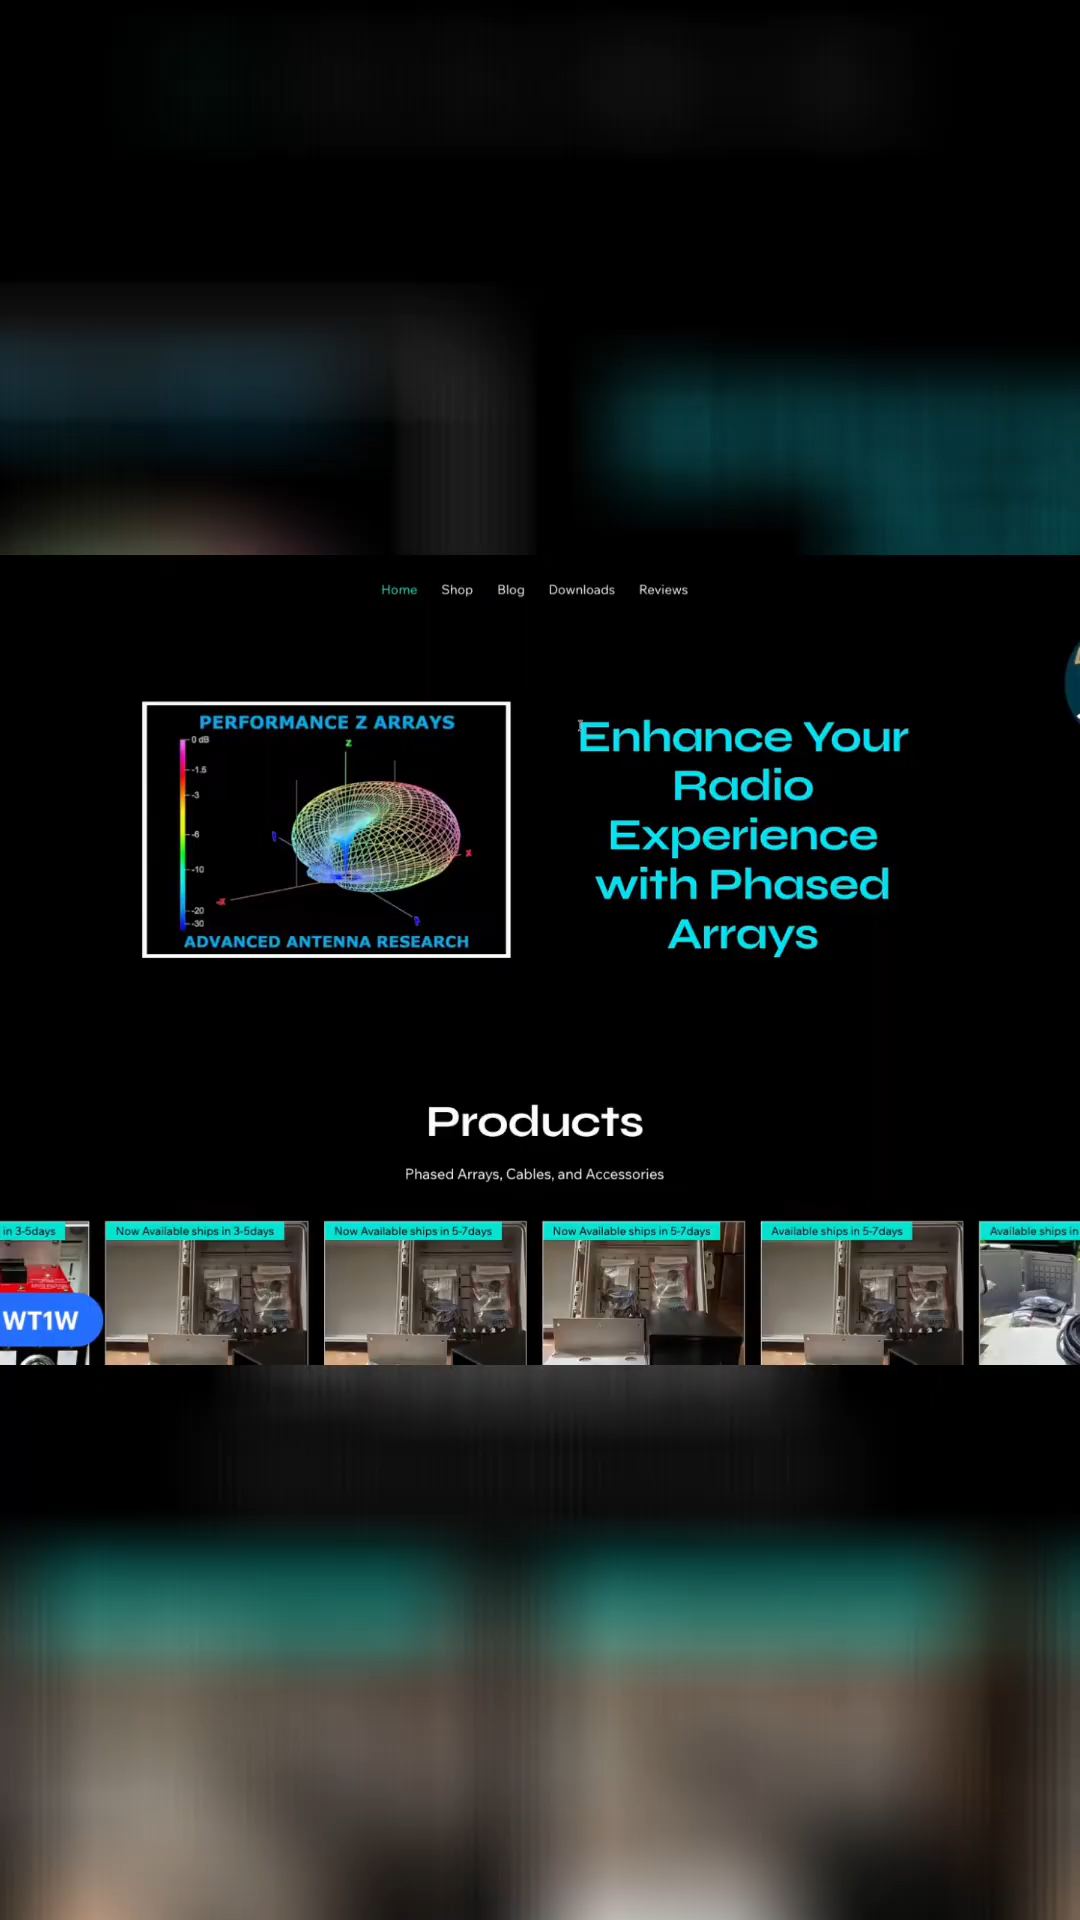 Home Shop Blog Downloads Reviews
PERFORMANCE Z ARRAYS
0 dB
-1.5
-3
-6
-10
-20
-30
Z
X
-X
ADVANCED ANTENNA RESEARCH
Enhance Your
Radio
Experience
with Phased
Arrays
Products
Phased Arrays, Cables, and Accessories
in 3-5days
Now Available ships in 3-5days
Now Available ships in 5-7days
Now Available ships in 5-7days
Available ships in 5-7days
Available ships in
WT1W